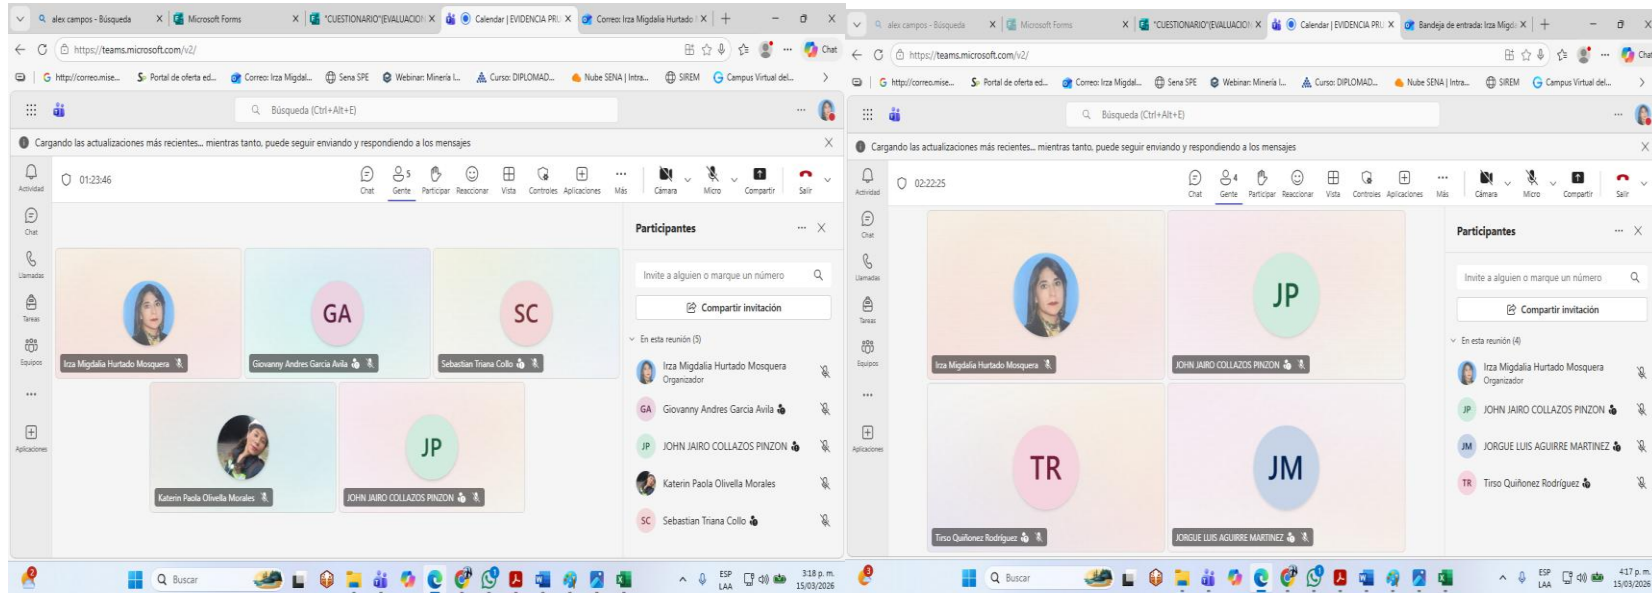 alex campos - Búsqueda
Microsoft Forms
"CUESTIONARIO"(EVALUACION
Calendar | EVIDENCIA PRU
Correo: Irza Migdalia Hurtado
https://teams.microsoft.com/v2/
Chat
http://correo.mise...
Portal de oferta ed...
Correo: Irza Migdal...
Sena SPE
Webinar: Minería I...
Curso: DIPLOMAD...
Nube SENA | Intra...
SIREM
Campus Virtual del...
Búsqueda (Ctrl+Alt+E)
Cargando las actualizaciones más recientes... mientras tanto, puede seguir enviando y respondiendo a los mensajes
Actividad
Chat
Llamadas
Tareas
Equipos
Aplicaciones
01:23:46
Chat
5
Gente
Participar
Reaccionar
Vista
Controles
Aplicaciones
Más
Cámara
Micro
Compartir
Salir
GA
SC
Irza Migdalia Hurtado Mosquera
Giovanny Andres Garcia Avila
Sebastian Triana Collo
JP
Katerin Paola Olivella Morales
JOHN JAIRO COLLAZOS PINZON
Participantes
Invite a alguien o marque un número
Compartir invitación
En esta reunión (5)
Irza Migdalia Hurtado Mosquera
Organizador
GA Giovanny Andres Garcia Avila
JP JOHN JAIRO COLLAZOS PINZON
Katerin Paola Olivella Morales
SC Sebastian Triana Collo
2
Buscar
ESP
LAA
3:18 p. m.
15/03/2026
alex campos - Búsqueda
Microsoft Forms
"CUESTIONARIO"(EVALUACION
Calendar | EVIDENCIA PRU
Bandeja de entrada: Irza Migda
https://teams.microsoft.com/v2/
Chat
http://correo.mise...
Portal de oferta ed...
Correo: Irza Migdal...
Sena SPE
Webinar: Minería I...
Curso: DIPLOMAD...
Nube SENA | Intra...
SIREM
Campus Virtual del...
Búsqueda (Ctrl+Alt+E)
Cargando las actualizaciones más recientes... mientras tanto, puede seguir enviando y respondiendo a los mensajes
Actividad
Chat
Llamadas
Tareas
Equipos
Aplicaciones
02:22:25
Chat
4
Gente
Participar
Reaccionar
Vista
Controles
Aplicaciones
Más
Cámara
Micro
Compartir
Salir
JP
Irza Migdalia Hurtado Mosquera
JOHN JAIRO COLLAZOS PINZON
TR
JM
Tirso Quiñonez Rodríguez
JORGUE LUIS AGUIRRE MARTINEZ
Participantes
Invite a alguien o marque un número
Compartir invitación
En esta reunión (4)
Irza Migdalia Hurtado Mosquera
Organizador
JP JOHN JAIRO COLLAZOS PINZON
JM JORGUE LUIS AGUIRRE MARTINEZ
TR Tirso Quiñonez Rodríguez
3
Buscar
ESP
LAA
4:17 p. m.
15/03/2026